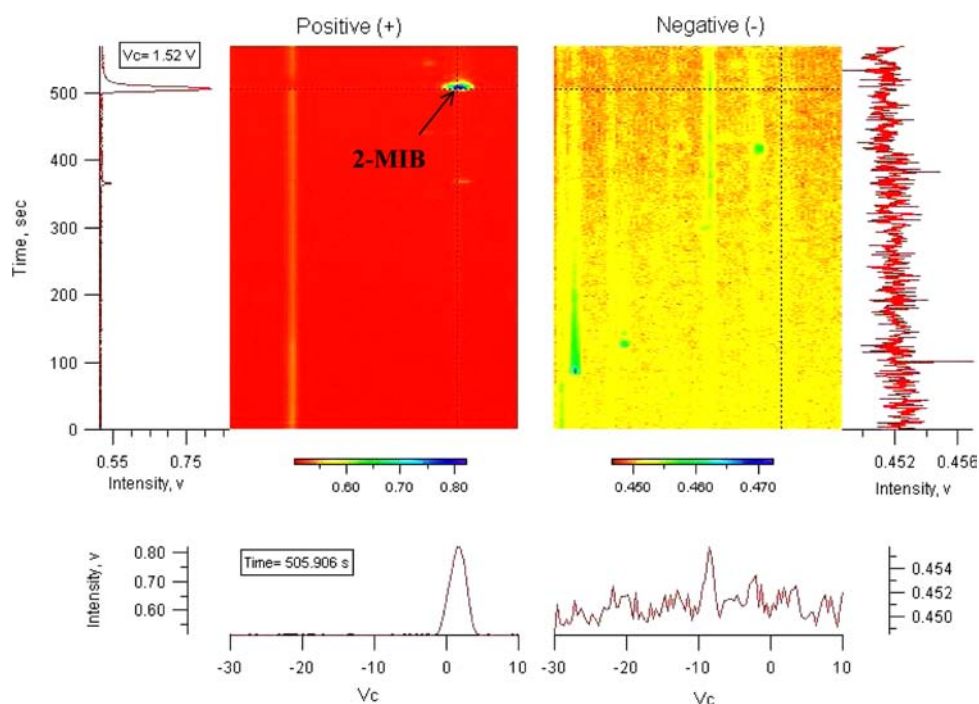 Positive (+)
Negative (-)
Vc= 1.52 V
2-MIB
Time, sec
500
400
300
200
100
0
0.55 0.75
Intensity, v
0.60 0.70 0.80
0.450 0.460 0.470
0.452 0.456
Intensity, v
Time= 505.906 s
Intensity, v
0.80
0.70
0.60
0.454
0.452
0.450
-30 -20 -10 0 10
Vc
-30 -20 -10 0 10
Vc